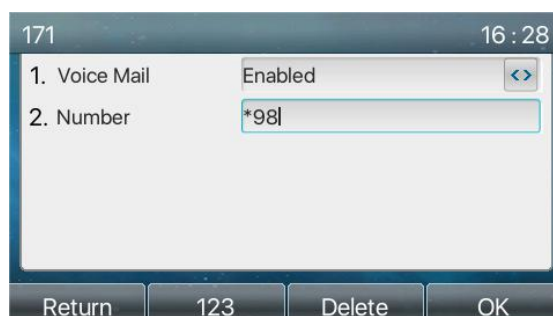 171 16:28
1. Voice Mail Enabled <>
2. Number *98
Return 123 Delete OK